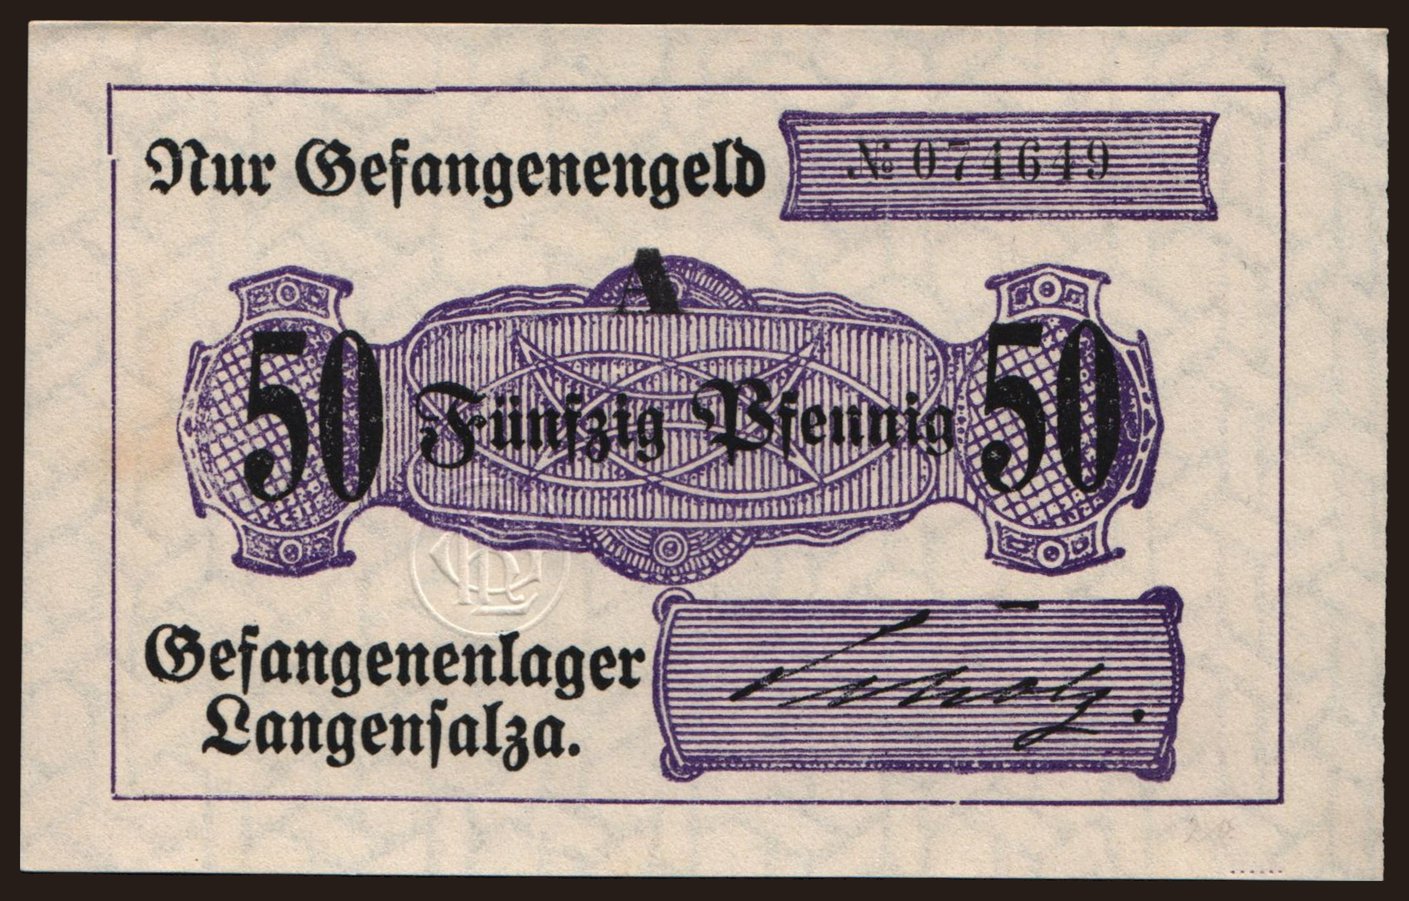 Nur Gefangenengeld
№ 074649
A
50 Fünfzig Pfennig 50
Gefangenenlager
Langensalza.